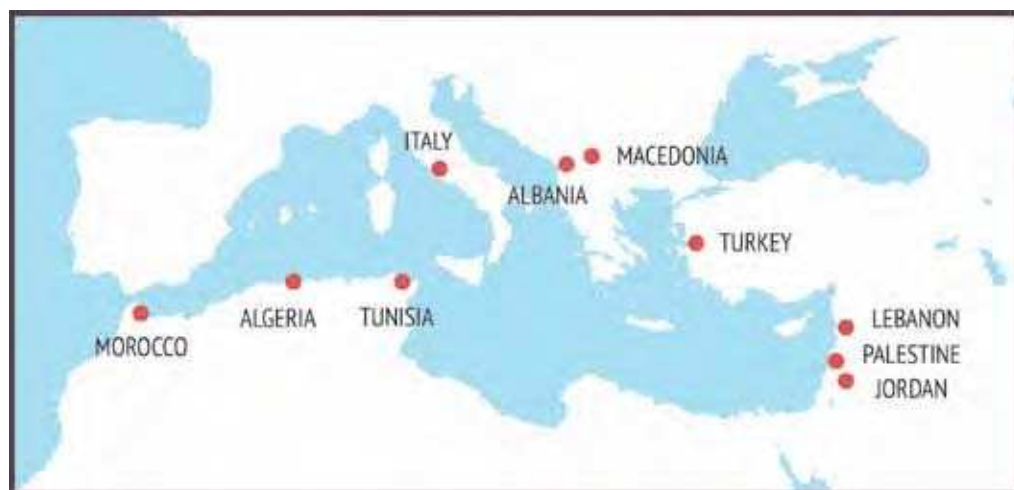 ITALY
MACEDONIA
ALBANIA
TURKEY
ALGERIA
TUNISIA
MOROCCO
LEBANON
PALESTINE
JORDAN